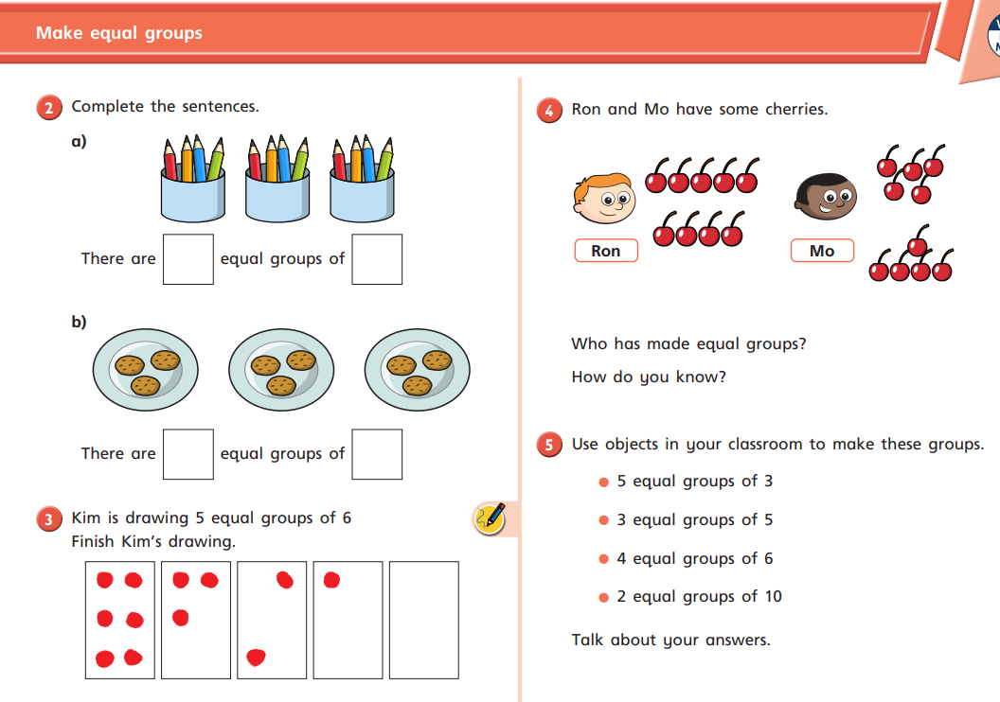 Make equal groups
2 Complete the sentences.
a)
There are equal groups of
b)
There are equal groups of
3 Kim is drawing 5 equal groups of 6
Finish Kim's drawing.
4 Ron and Mo have some cherries.
Ron
Mo
Who has made equal groups?
How do you know?
5 Use objects in your classroom to make these groups.
● 5 equal groups of 3
● 3 equal groups of 5
● 4 equal groups of 6
● 2 equal groups of 10
Talk about your answers.